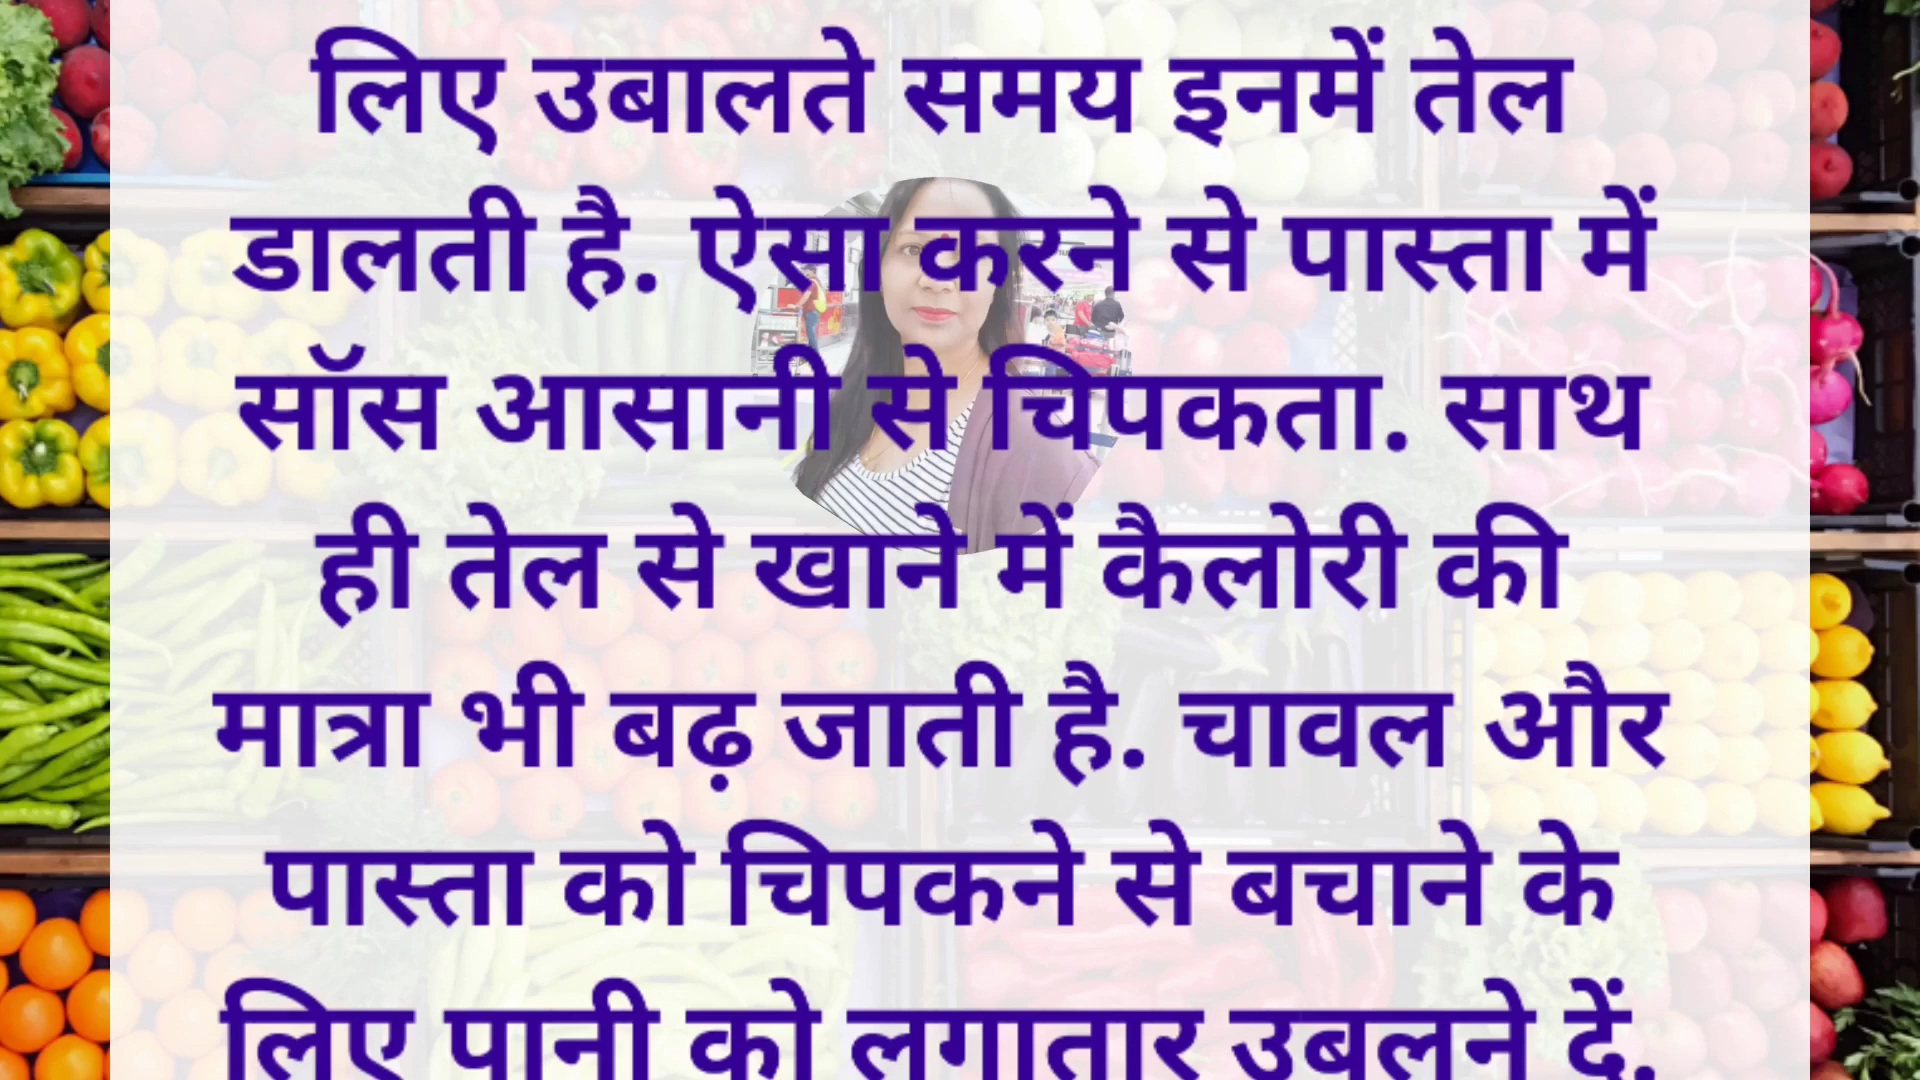 लिए उबालते समय इनमें तेल
डालती है. ऐसा करने से पास्ता में
सॉस आसानी से चिपकता. साथ
ही तेल से खाने में कैलोरी की
मात्रा भी बढ़ जाती है. चावल और
पास्ता को चिपकने से बचाने के
लिए पानी को लगातार उबलने दें.